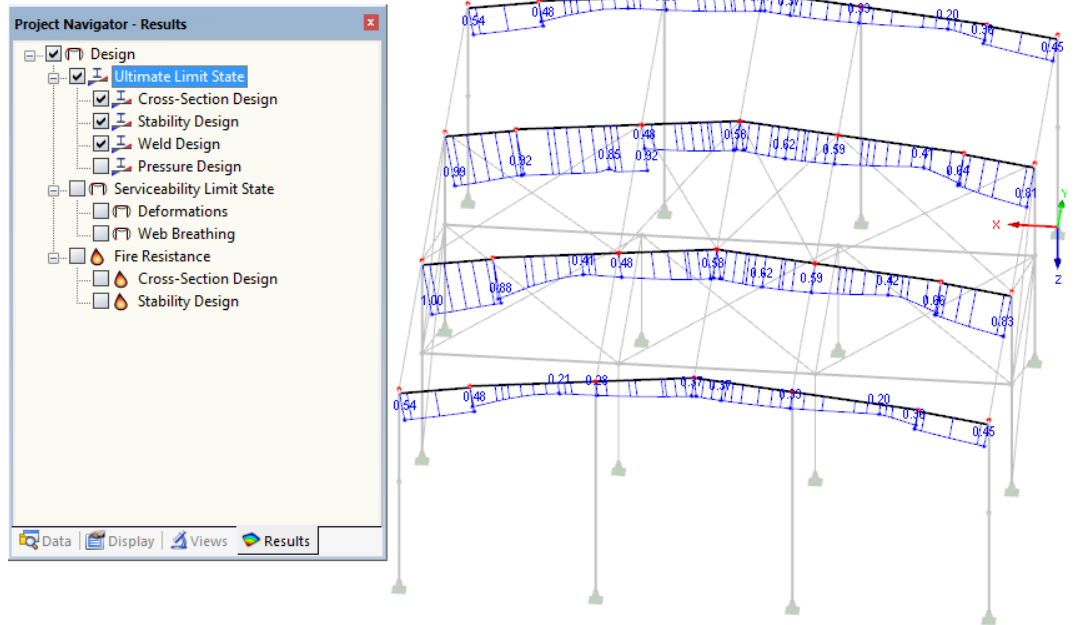 Project Navigator - Results
x
Design
Ultimate Limit State
Cross-Section Design
Stability Design
Weld Design
Pressure Design
Serviceability Limit State
Deformations
Web Breathing
Fire Resistance
Cross-Section Design
Stability Design
Data Display Views Results
0.54 0.48 0.37 0.33 0.20 0.36 0.45
0.99 0.92 0.85 0.48 0.92 0.58 0.62 0.59 0.64 0.81
X Y Z
1.00 0.88 0.41 0.48 0.58 0.62 0.59 0.42 0.66 0.83
0.54 0.48 0.21 0.28 0.37 0.37 0.33 0.20 0.36 0.45